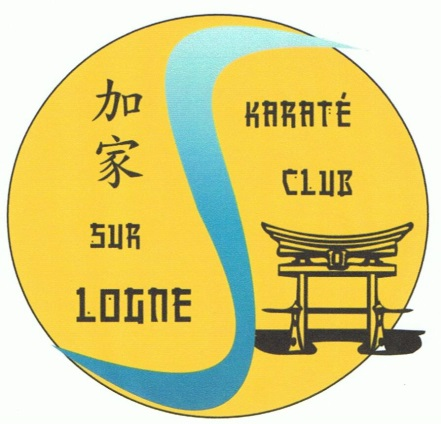 加
家
SUR
LOGNE
KARATÉ
CLUB